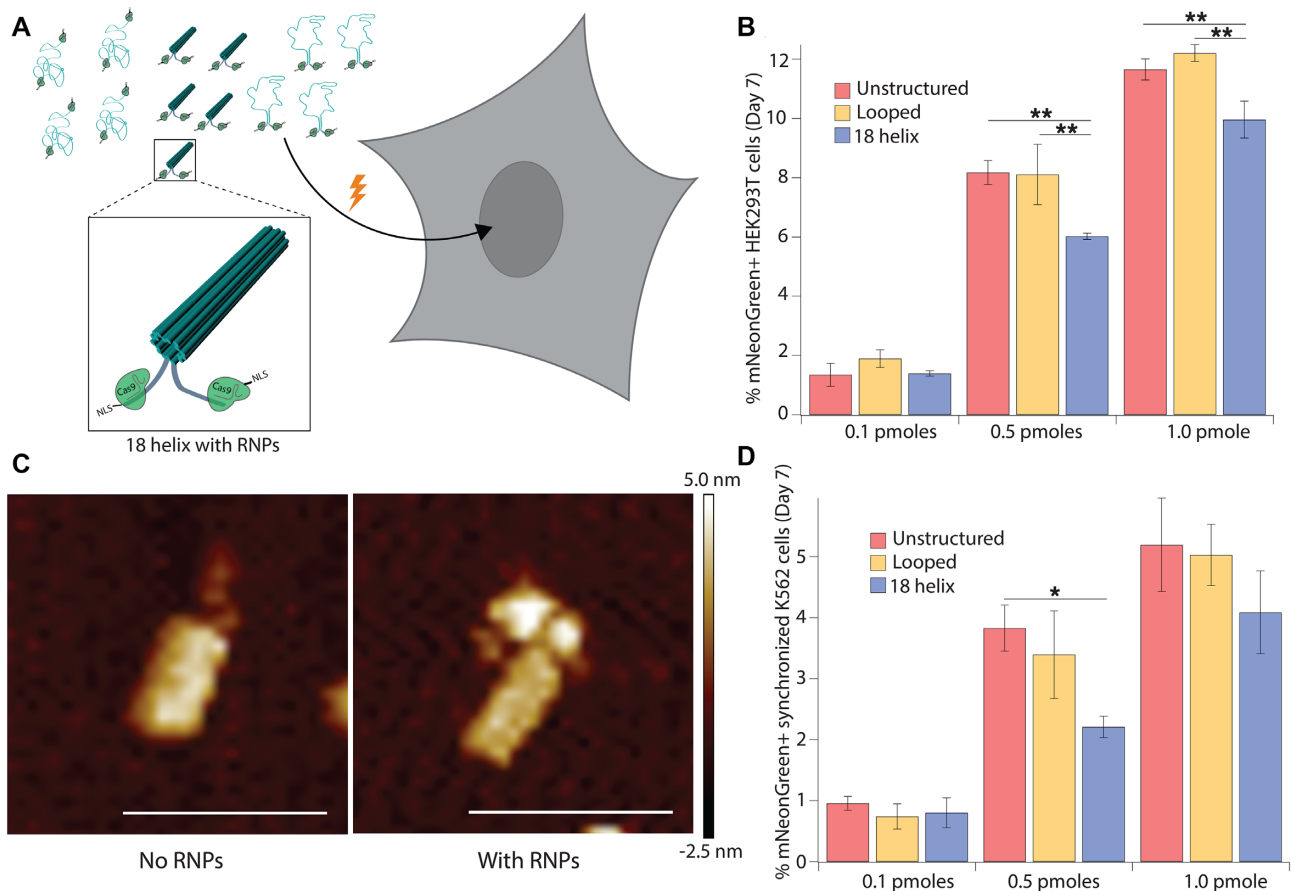 A
Cas9
Cas9
NLS
NLS
18 helix with RNPs
B
% mNeonGreen+ HEK293T cells (Day 7)
12
10
8
6
4
2
0
Unstructured
Looped
18 helix
**
**
**
**
0.1 pmoles
0.5 pmoles
1.0 pmole
C
5.0 nm
-2.5 nm
No RNPs
With RNPs
D
% mNeonGreen+ synchronized K562 cells (Day 7)
5
4
3
2
1
0
Unstructured
Looped
18 helix
*
0.1 pmoles
0.5 pmoles
1.0 pmole